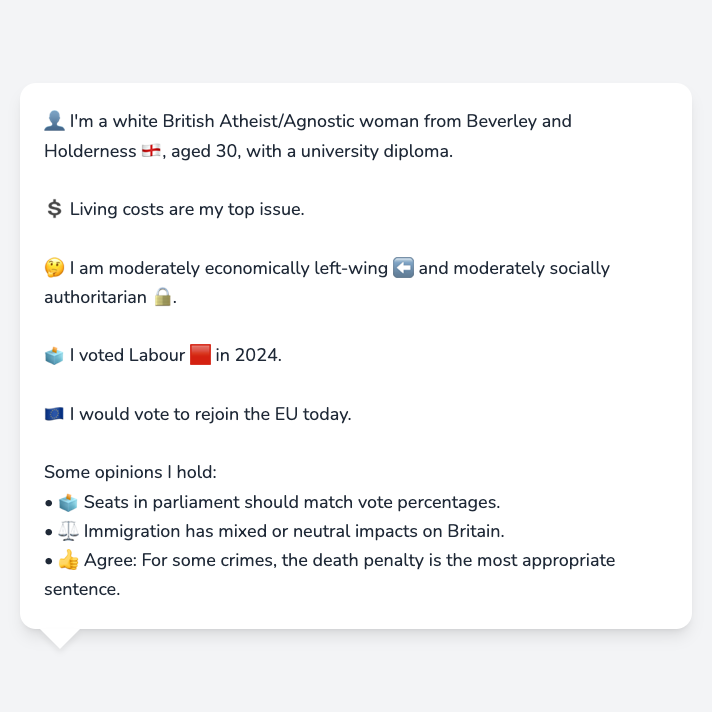 👤 I'm a white British Atheist/Agnostic woman from Beverley and
Holderness 🏴󠁧󠁢󠁥󠁮󠁧󠁿, aged 30, with a university diploma.
💲 Living costs are my top issue.
🤔 I am moderately economically left-wing ⬅️ and moderately socially
authoritarian 🔒.
🗳️ I voted Labour 🟥 in 2024.
🇪🇺 I would vote to rejoin the EU today.
Some opinions I hold:
• 🗳️ Seats in parliament should match vote percentages.
• ⚖️ Immigration has mixed or neutral impacts on Britain.
• 👍 Agree: For some crimes, the death penalty is the most appropriate
sentence.